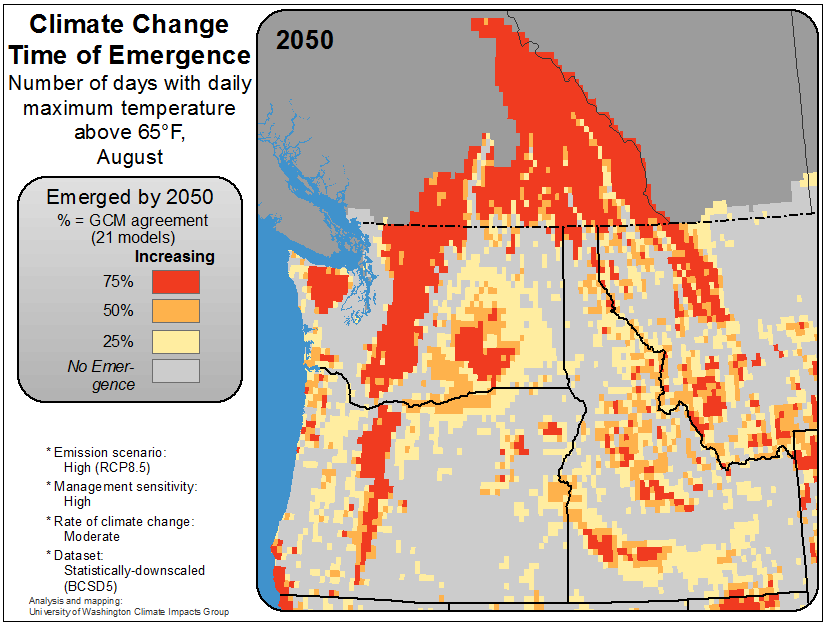 Climate Change
Time of Emergence
Number of days with daily
maximum temperature
above 65°F,
August
Emerged by 2050
% = GCM agreement
(21 models)
Increasing
75%
50%
25%
No Emer-
gence
* Emission scenario:
High (RCP8.5)
* Management sensitivity:
High
* Rate of climate change:
Moderate
* Dataset:
Statistically-downscaled
(BCSD5)
Analysis and mapping:
University of Washington Climate Impacts Group
2050